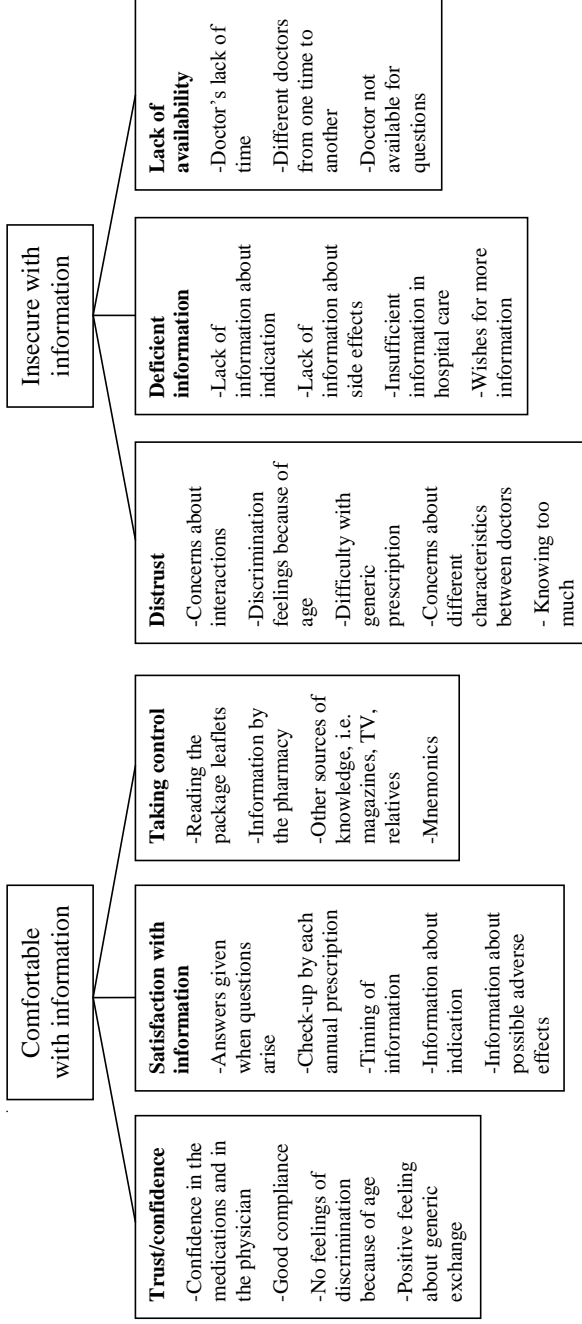 Comfortable
with information
Trust/confidence
-Confidence in the
medications and in
the physician
-Good compliance
-No feelings of
discrimination
because of age
-Positive feeling
about generic
exchange
Satisfaction with
information
-Answers given
when questions
arise
-Check-up by each
annual prescription
-Timing of
information
-Information about
indication
-Information about
possible adverse
effects
Taking control
-Reading the
package leaflets
-Information by
the pharmacy
-Other sources of
knowledge, i.e.
magazines, TV,
relatives
-Mnemonics
Insecure with
information
Distrust
-Concerns about
interactions
-Discrimination
feelings because of
age
-Difficulty with
generic
prescription
-Concerns about
different
characteristics
between doctors
- Knowing too
much
Deficient
information
-Lack of
information about
indication
-Lack of
information about
side effects
-Insufficient
information in
hospital care
-Wishes for more
information
Lack of
availability
-Doctor's lack of
time
-Different doctors
from one time to
another
-Doctor not
available for
questions